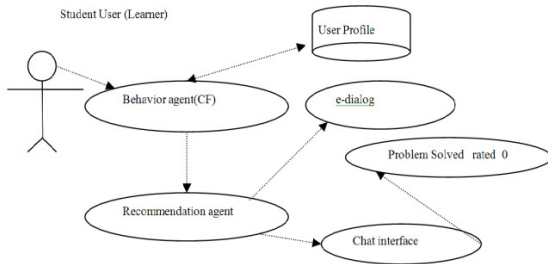 Student User (Learner)
User Profile
Behavior agent(CF)
e-dialog
Problem Solved rated 0
Recommendation agent
Chat interface